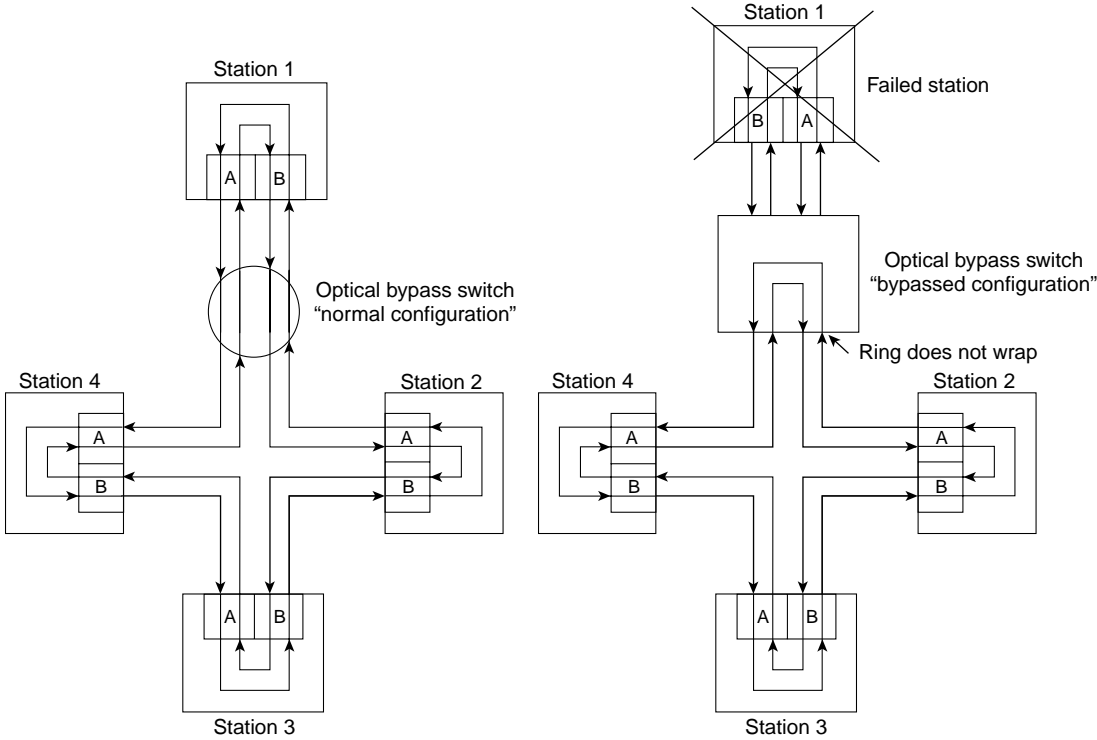 Station 1
A B
Optical bypass switch
“normal configuration”
Station 4
A
B
Station 2
A
B
A B
Station 3
Station 1
Failed station
B A
Optical bypass switch
“bypassed configuration”
Ring does not wrap
Station 4
A
B
Station 2
A
B
A B
Station 3